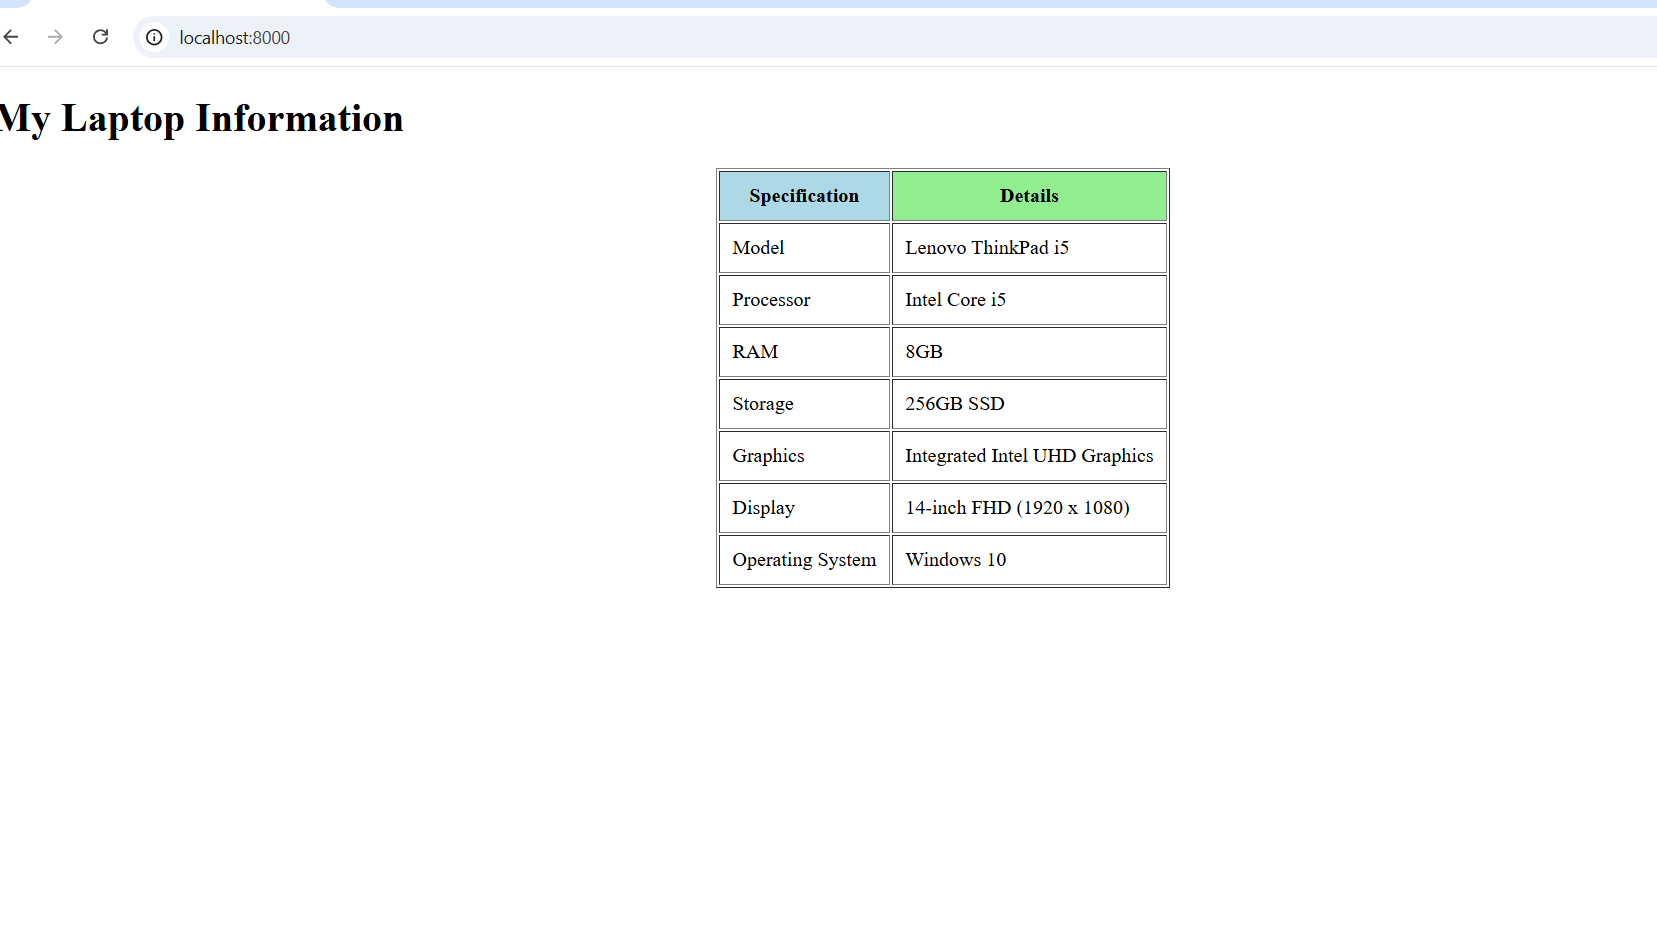 localhost:8000
My Laptop Information
Specification Details
Model Lenovo ThinkPad i5
Processor Intel Core i5
RAM 8GB
Storage 256GB SSD
Graphics Integrated Intel UHD Graphics
Display 14-inch FHD (1920 x 1080)
Operating System Windows 10